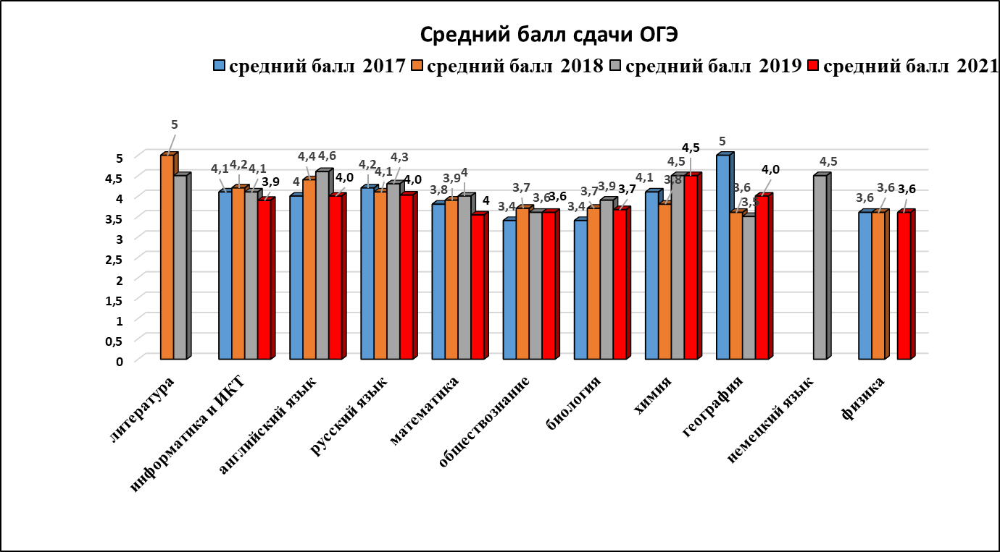 Средний балл сдачи ОГЭ
средний балл 2017 средний балл 2018 средний балл 2019 средний балл 2021
5
4,1 4,2 4,1 3,9
4 4,4 4,6 4,0
4,2 4,1 4,3 4,0
3,8 3,9 4 4
3,4 3,7 3,6 3,6
3,4 3,7 3,9 3,7
4,1 3,8 4,5 4,5
5 3,6 3,5 4,0
4,5
3,6 3,6 3,6
5
4,5
4
3,5
3
2,5
2
1,5
1
0,5
0
литература
информатика и ИКТ
английский язык
русский язык
математика
обществознание
биология
химия
география
немецкий язык
физика